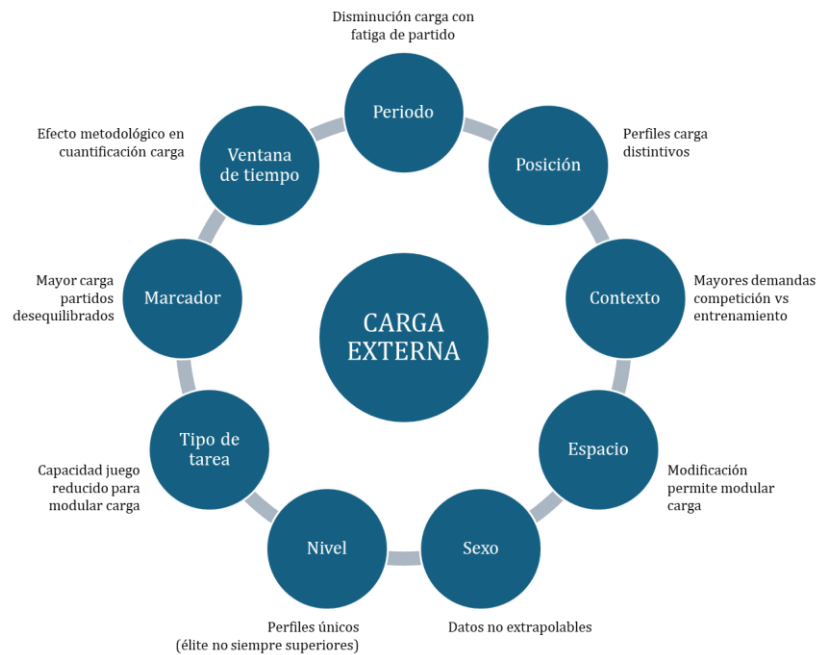 Disminución carga con
fatiga de partido
Periodo
Posición
Perfiles carga
distintivos
Contexto
Mayores demandas
competición vs
entrenamiento
Espacio
Modificación
permite modular
carga
Sexo
Datos no extrapolables
Nivel
Perfiles únicos
(élite no siempre superiores)
Tipo de
tarea
Capacidad juego
reducido para
modular carga
Marcador
Mayor carga
partidos
desequilibrados
Ventana
de tiempo
Efecto metodológico en
cuantificación carga
CARGA
EXTERNA